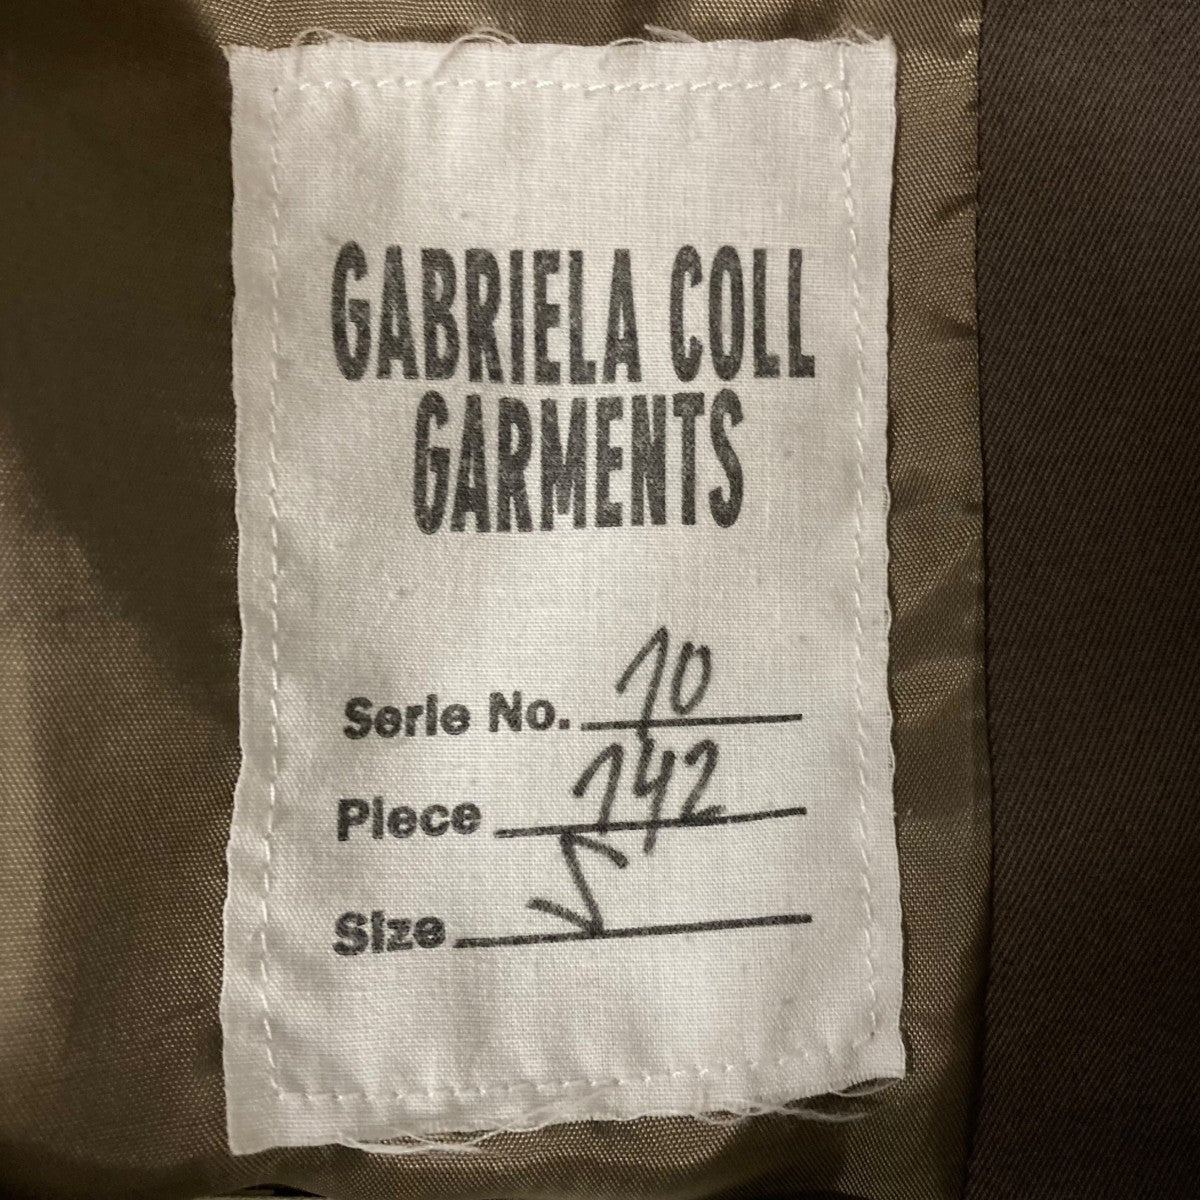 GABRIELA COLL
GARMENTS
Serie No. 10
Piece 142
Size S